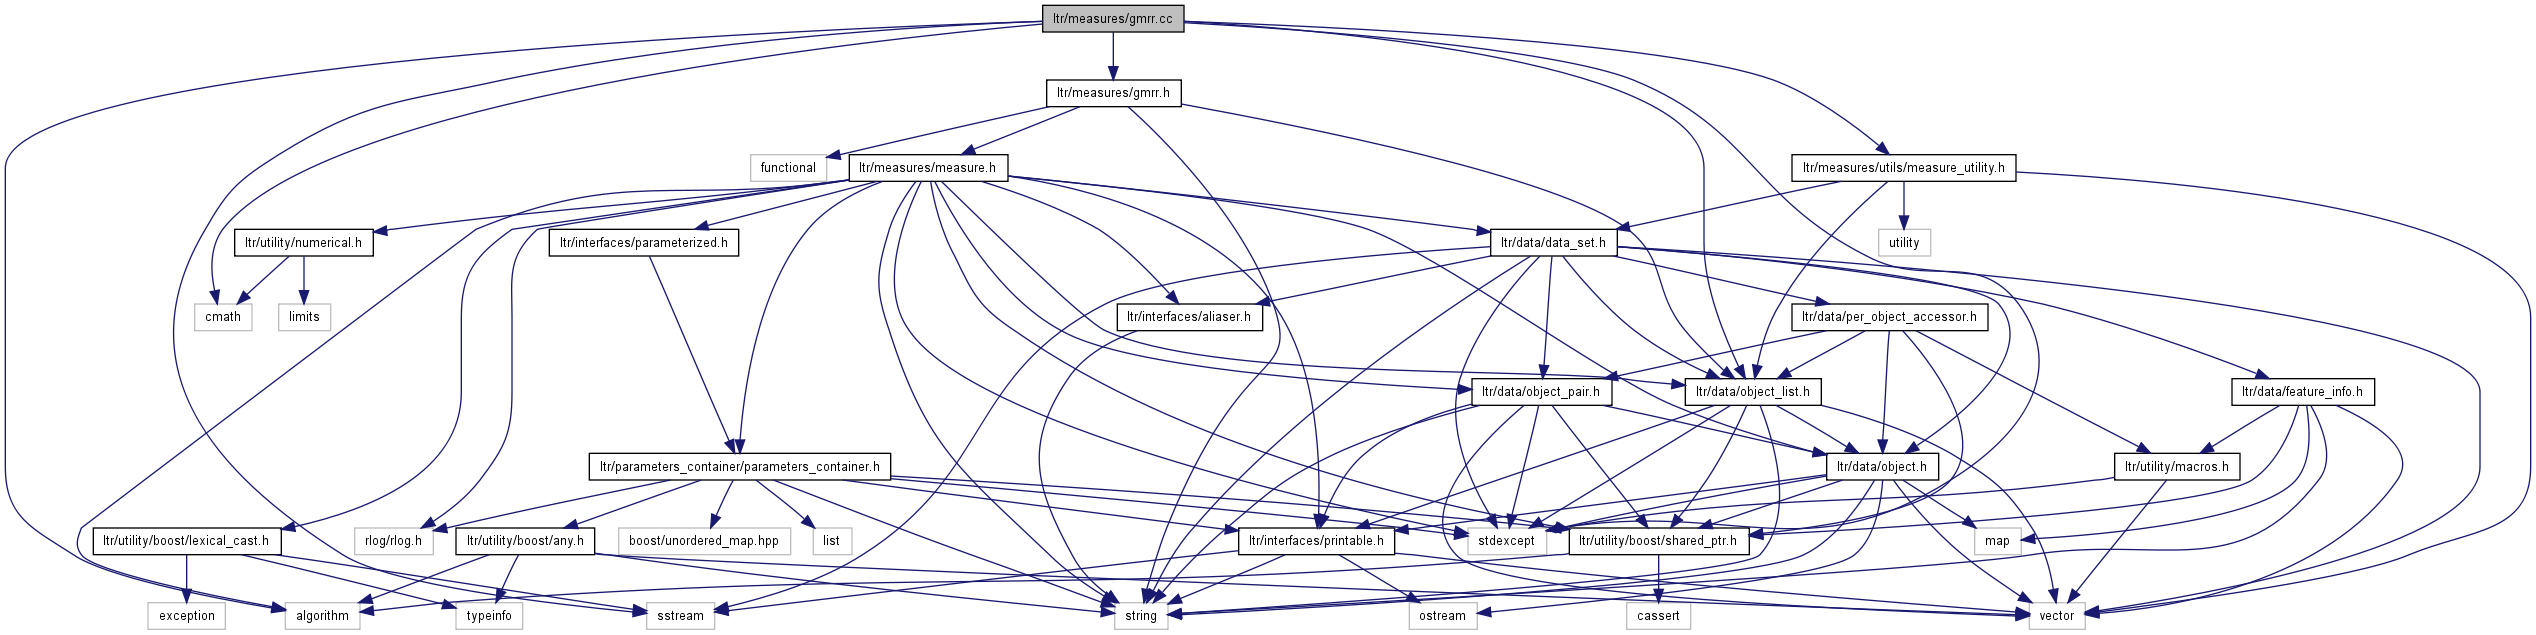 ltr/measures/gmrr.cc
ltr/measures/gmrr.h
functional
ltr/measures/measure.h
ltr/measures/utils/measure_utility.h
ltr/utility/numerical.h
ltr/interfaces/parameterized.h
ltr/data/data_set.h
utility
cmath
limits
ltr/interfaces/aliaser.h
ltr/data/per_object_accessor.h
ltr/data/object_pair.h
ltr/data/object_list.h
ltr/data/feature_info.h
ltr/parameters_container/parameters_container.h
ltr/data/object.h
ltr/utility/macros.h
ltr/utility/boost/lexical_cast.h
rlog/rlog.h
ltr/utility/boost/any.h
boost/unordered_map.hpp
list
ltr/interfaces/printable.h
stdexcept
ltr/utility/boost/shared_ptr.h
map
exception
algorithm
typeinfo
sstream
string
ostream
cassert
vector